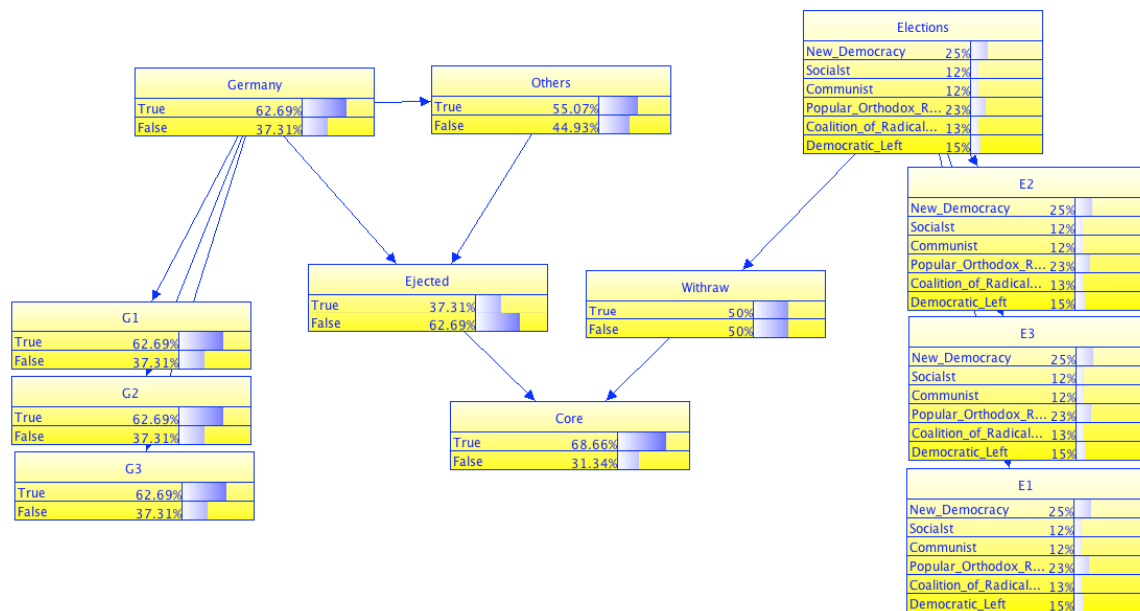 Elections
New_Democracy 25%
Socialst 12%
Communist 12%
Popular_Orthodox_R... 23%
Coalition_of_Radical... 13%
Democratic_Left 15%
Germany
True 62.69%
False 37.31%
Others
True 55.07%
False 44.93%
E2
New_Democracy 25%
Socialst 12%
Communist 12%
Popular_Orthodox_R... 23%
Coalition_of_Radical... 13%
Democratic_Left 15%
Ejected
True 37.31%
False 62.69%
Withraw
True 50%
False 50%
G1
True 62.69%
False 37.31%
E3
New_Democracy 25%
Socialst 12%
Communist 12%
Popular_Orthodox_R... 23%
Coalition_of_Radical... 13%
Democratic_Left 15%
G2
True 62.69%
False 37.31%
Core
True 68.66%
False 31.34%
G3
True 62.69%
False 37.31%
E1
New_Democracy 25%
Socialst 12%
Communist 12%
Popular_Orthodox_R... 23%
Coalition_of_Radical... 13%
Democratic_Left 15%